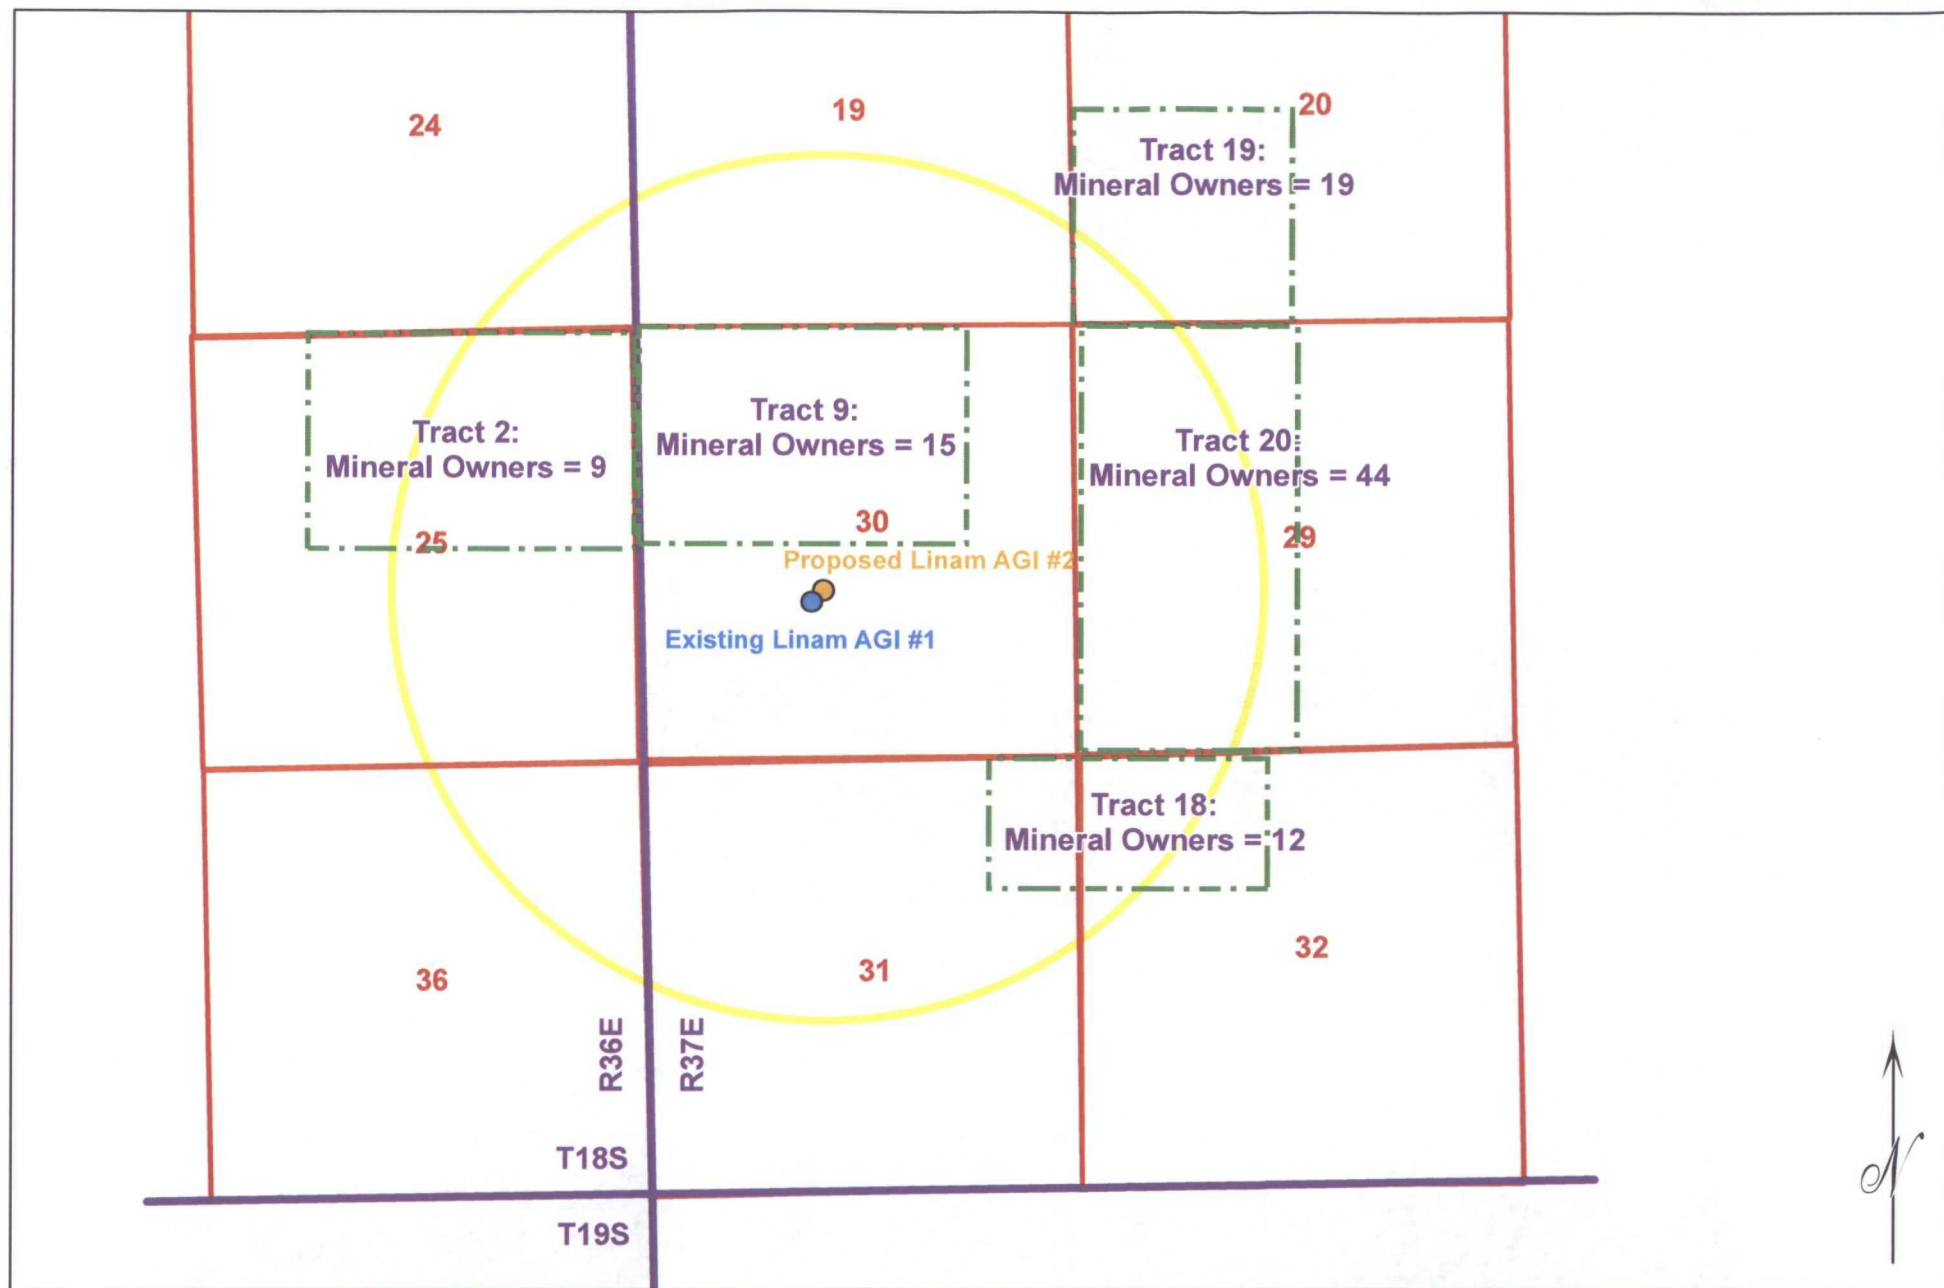 24
19
20
Tract 19:
Mineral Owners = 19
Tract 2:
Mineral Owners = 9
Tract 9:
Mineral Owners = 15
Tract 20:
Mineral Owners = 44
25
30
29
Proposed Linam AGI #2
Existing Linam AGI #1
Tract 18:
Mineral Owners = 12
36
31
32
R36E
R37E
T18S
T19S
N